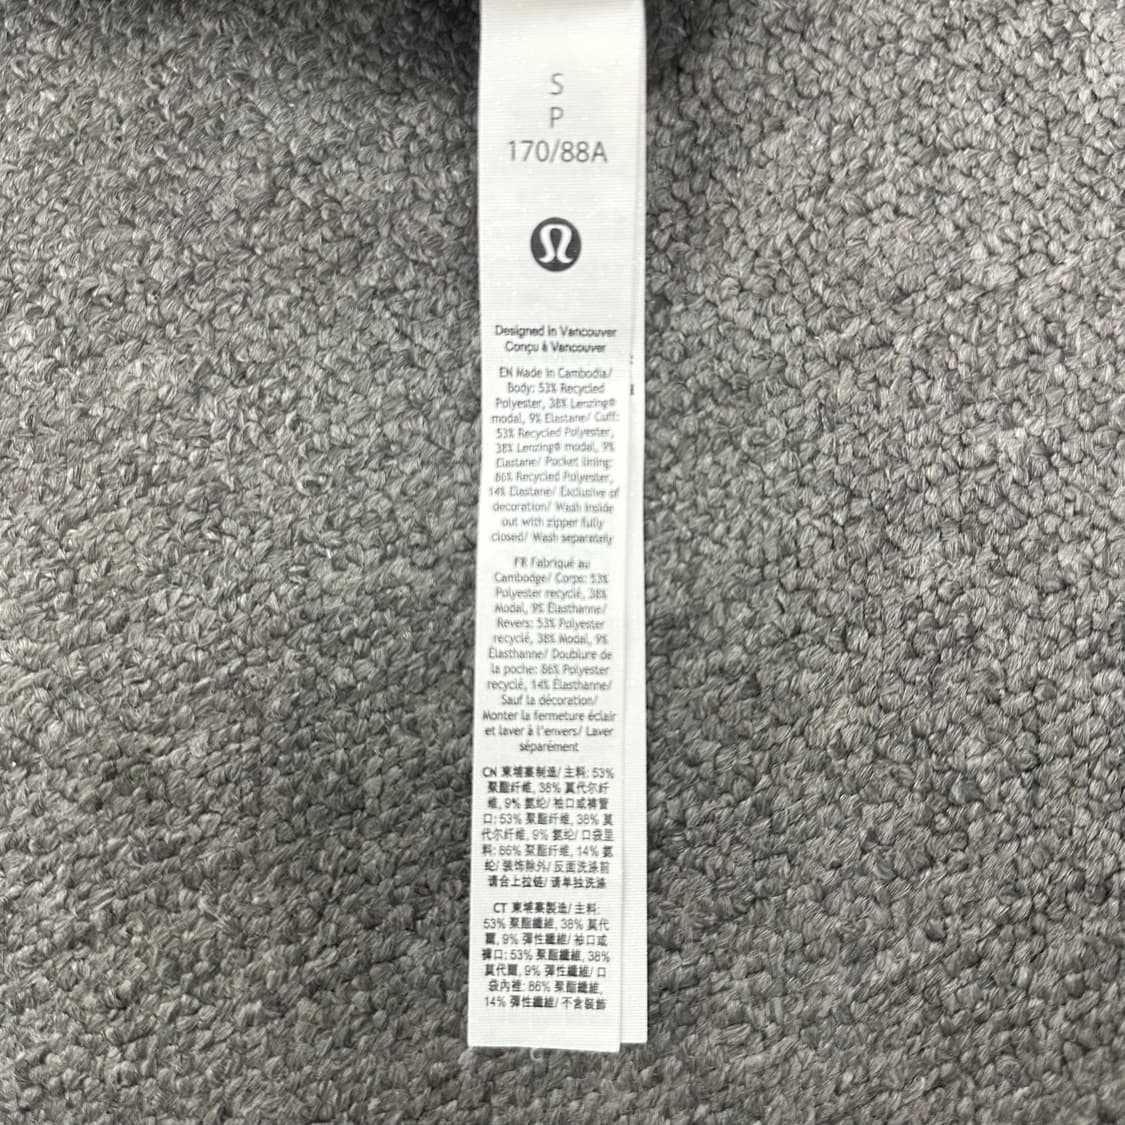 S
P
170/88A
Designed in Vancouver
Conçu à Vancouver
EN Made in Cambodia/
Body: 53% Recycled
Polyester, 38% Lenzing®
modal, 9% Elastane/ Cuff:
53% Recycled Polyester,
38% Lenzing® modal, 9%
Elastane/ Pocket lining:
86% Recycled Polyester,
14% Elastane/ Exclusive of
decoration/ Wash inside
out with zipper fully
closed/ Wash separately
FR Fabriqué au
Cambodge/ Corps: 53%
Polyester recyclé, 38%
Modal, 9% Élasthanne/
Revers: 53% Polyester
recyclé, 38% Modal, 9%
Élasthanne/ Doublure de
la poche: 86% Polyester
recyclé, 14% Élasthanne/
Sauf la décoration/
Monter la fermeture éclair
et laver à l'envers/ Laver
séparément
CN 柬埔寨制造/ 主料: 53%
聚酯纤维, 38% 莫代尔纤
维, 9% 氨纶/ 袖口或裤管
口: 53% 聚酯纤维, 38% 莫
代尔纤维, 9% 氨纶/ 口袋里
料: 86% 聚酯纤维, 14% 氨
纶/ 装饰除外/ 反面洗涤前
请合上拉链/ 请单独洗涤
CT 柬埔寨製造/ 主料:
53% 聚酯纖維, 38% 莫代
爾, 9% 彈性纖維/ 袖口或
褲口: 53% 聚酯纖維, 38%
莫代爾, 9% 彈性纖維/ 口
袋內裡: 86% 聚酯纖維,
14% 彈性纖維/ 不含裝飾